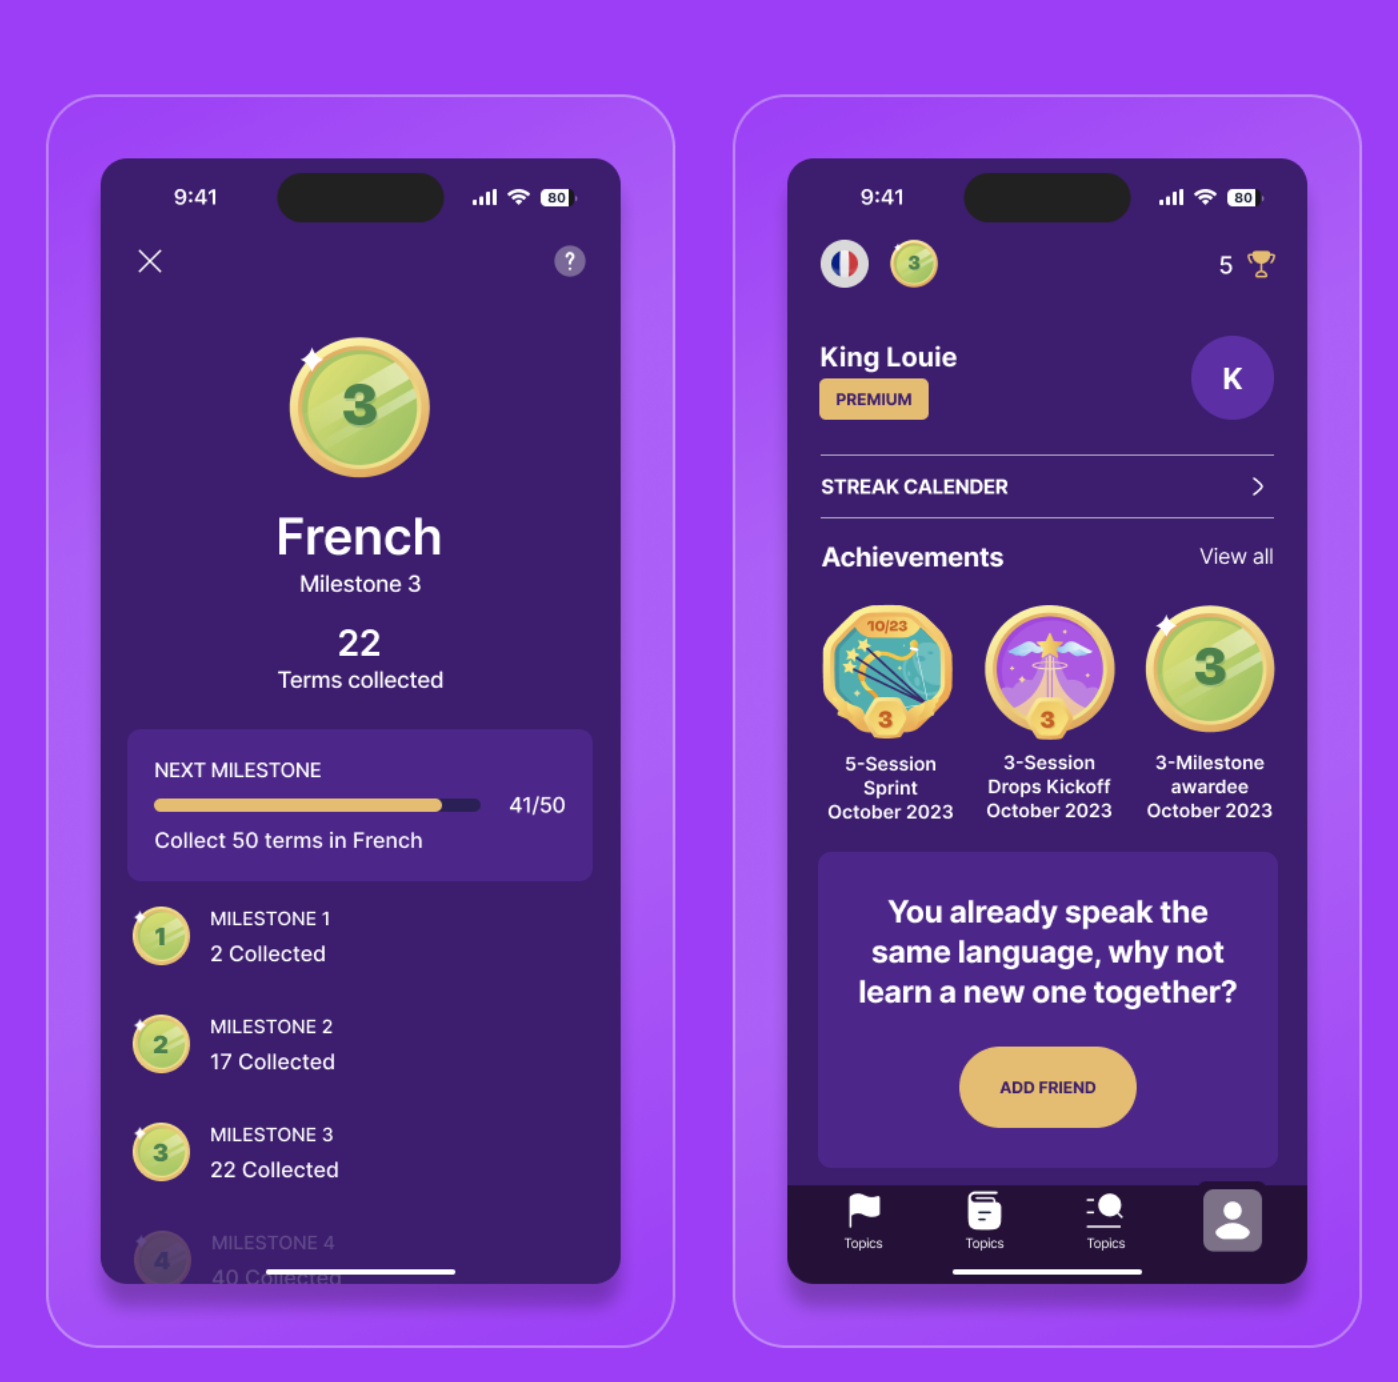 9:41
80
?
3
French
Milestone 3
22
Terms collected
NEXT MILESTONE
41/50
Collect 50 terms in French
1
MILESTONE 1
2 Collected
2
MILESTONE 2
17 Collected
3
MILESTONE 3
22 Collected
4
MILESTONE 4
40 Collected
9:41
80
3
5
King Louie
K
PREMIUM
STREAK CALENDER
Achievements
View all
10/23
3
3
3
5-Session
Sprint
October 2023
3-Session
Drops Kickoff
October 2023
3-Milestone
awardee
October 2023
You already speak the
same language, why not
learn a new one together?
ADD FRIEND
Topics
Topics
Topics